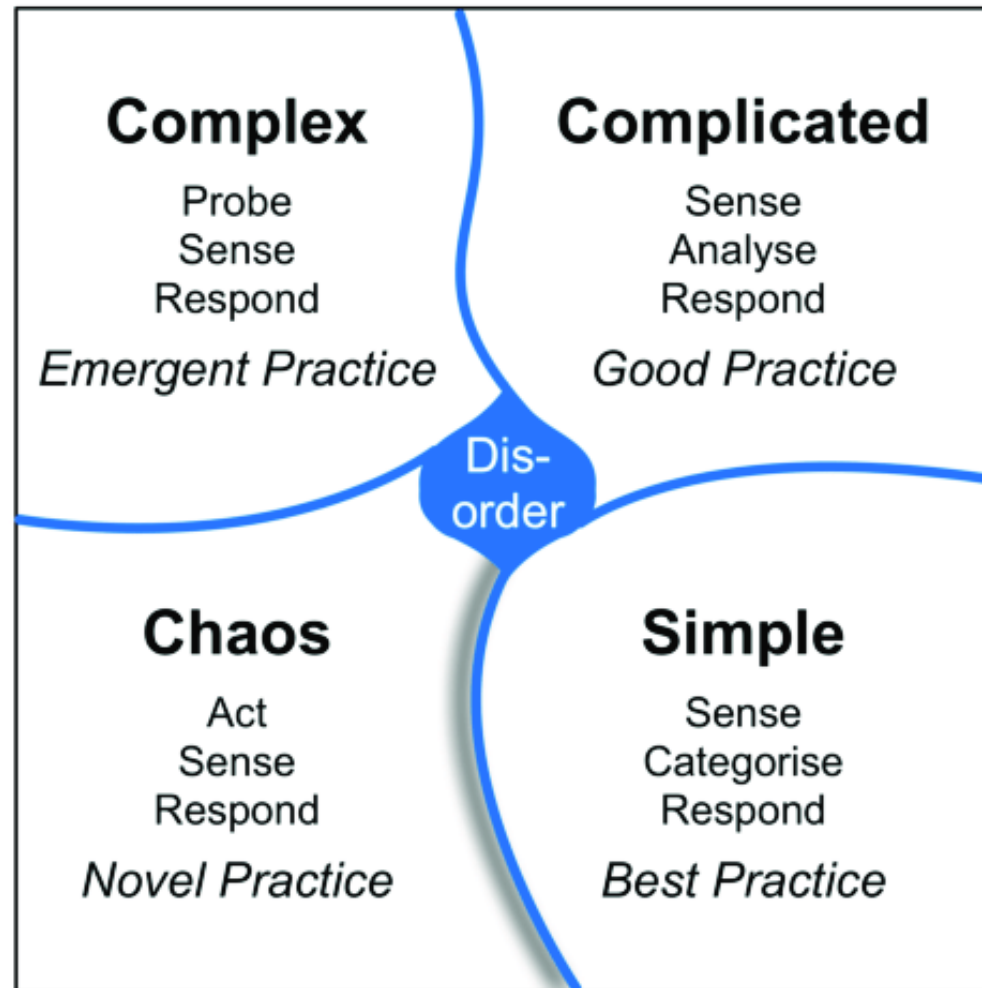 Complex
Probe
Sense
Respond
Emergent Practice
Complicated
Sense
Analyse
Respond
Good Practice
Dis-
order
Chaos
Act
Sense
Respond
Novel Practice
Simple
Sense
Categorise
Respond
Best Practice